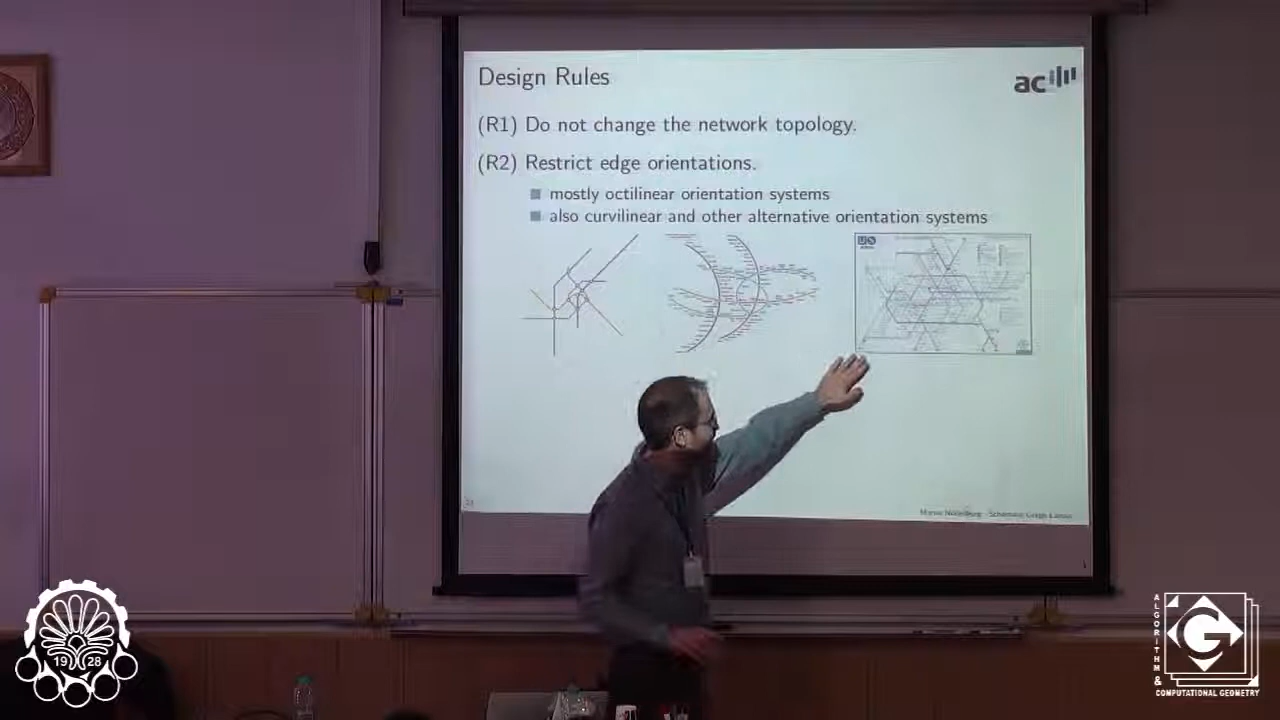 Design Rules
ac
(R1) Do not change the network topology.
(R2) Restrict edge orientations.
mostly octilinear orientation systems
also curvilinear and other alternative orientation systems
19 28
ALGORITHM &
G
COMPUTATIONAL GEOMETRY